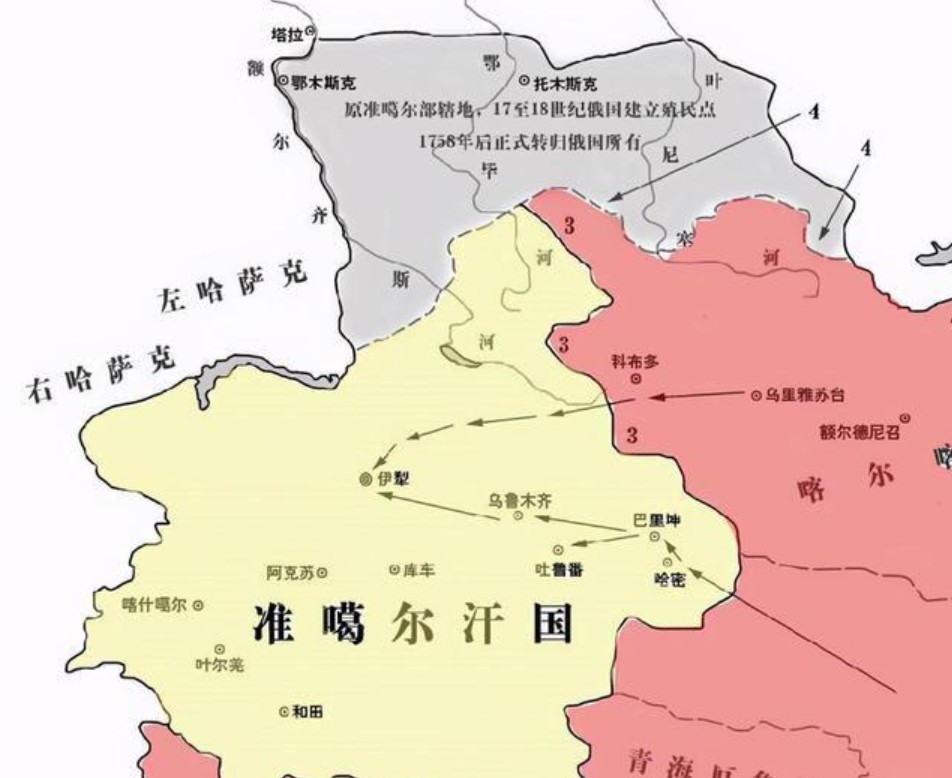 塔拉
额
尔
齐
斯
河
鄂
毕
河
叶
尼
塞
河
鄂木斯克
托木斯克
原准噶尔部辖地，17至18世纪俄国建立殖民点
1758年后正式转归俄国所有
4
4
左哈萨克
右哈萨克
3
3
3
科布多
乌里雅苏台
额尔德尼召
喀尔
喀
伊犁
乌鲁木齐
巴里坤
吐鲁番
哈密
阿克苏
库车
喀什噶尔
准噶尔汗国
叶尔羌
和田
青海厄鲁